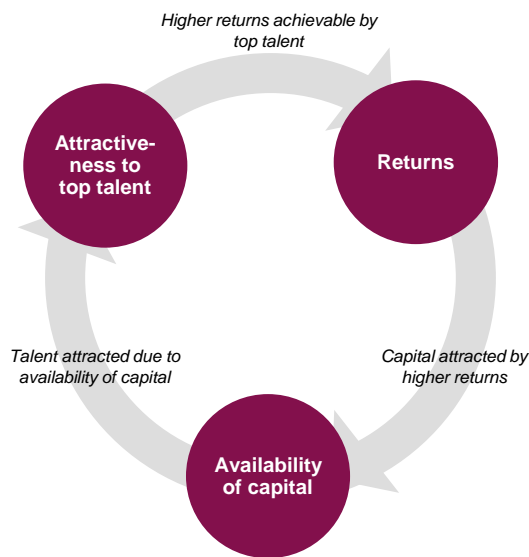 Higher returns achievable by
top talent
Attractive-
ness to
top talent
Returns
Talent attracted due to
availability of capital
Capital attracted by
higher returns
Availability
of capital